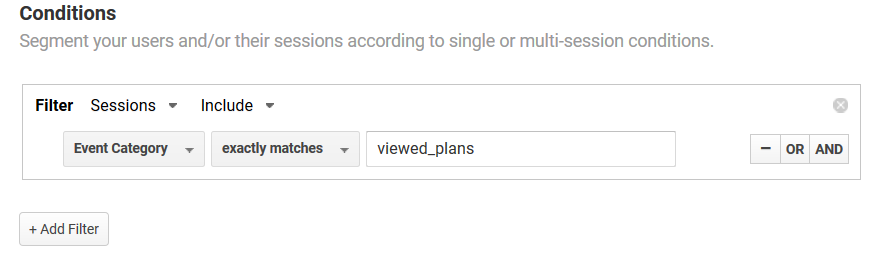 Conditions
Segment your users and/or their sessions according to single or multi-session conditions.
Filter Sessions Include
Event Category exactly matches viewed_plans − OR AND
+ Add Filter